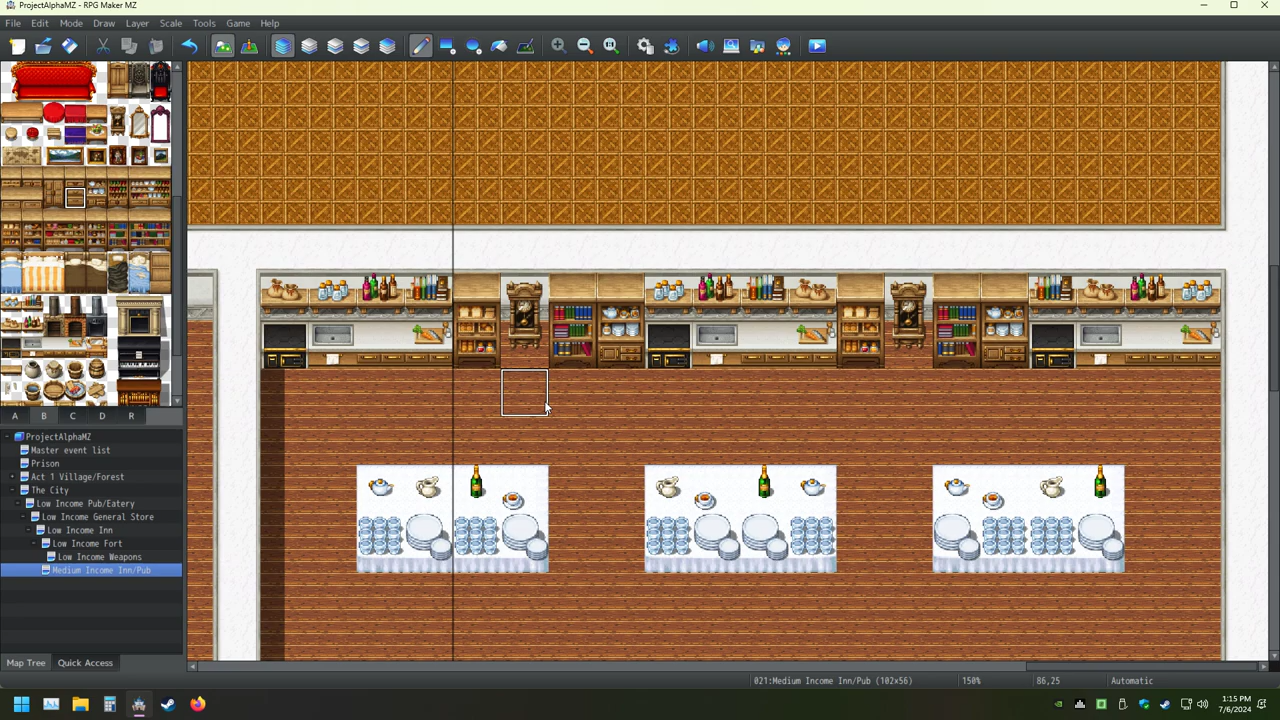 ProjectAlphaMZ - RPG Maker MZ
File Edit Mode Draw Layer Scale Tools Game Help
A B C D R
ProjectAlphaMZ
Master event list
Prison
Act 1 Village/Forest
The City
Low Income Pub/Eatery
Low Income General Store
Low Income Inn
Low Income Fort
Low Income Weapons
Medium Income Inn/Pub
Map Tree Quick Access
021:Medium Income Inn/Pub (102x56) 150% 86,25 Automatic
1:15 PM
7/6/2024